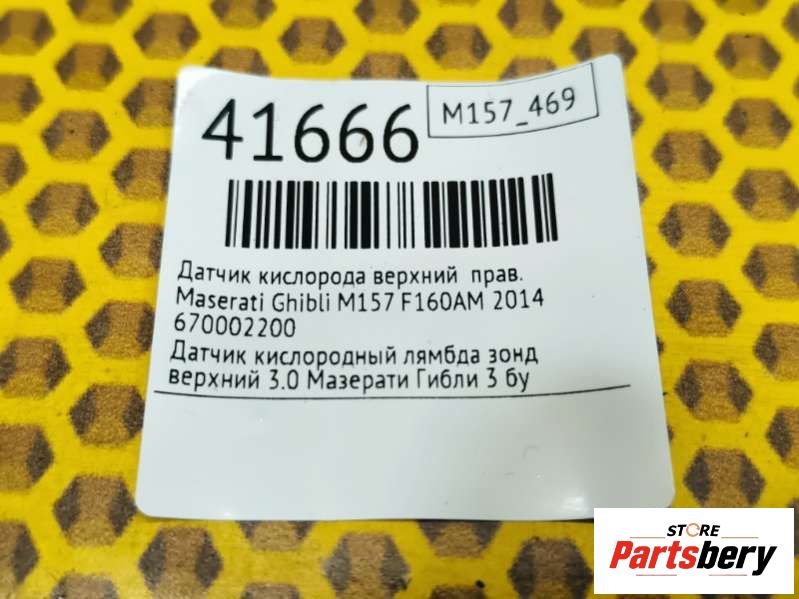 41666
M157_469
Датчик кислорода верхний прав.
Maserati Ghibli M157 F160AM 2014
670002200
Датчик кислородный лямбда зонд
верхний 3.0 Мазерати Гибли 3 бу
STORE
Partsbery